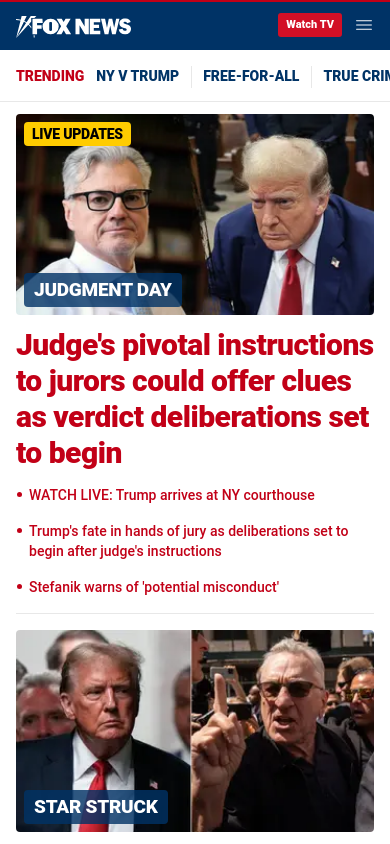 FOX NEWS
Watch TV
TRENDING NY V TRUMP FREE-FOR-ALL TRUE CRIM
LIVE UPDATES
JUDGMENT DAY
Judge's pivotal instructions
to jurors could offer clues
as verdict deliberations set
to begin
WATCH LIVE: Trump arrives at NY courthouse
Trump's fate in hands of jury as deliberations set to
begin after judge's instructions
Stefanik warns of 'potential misconduct'
STAR STRUCK